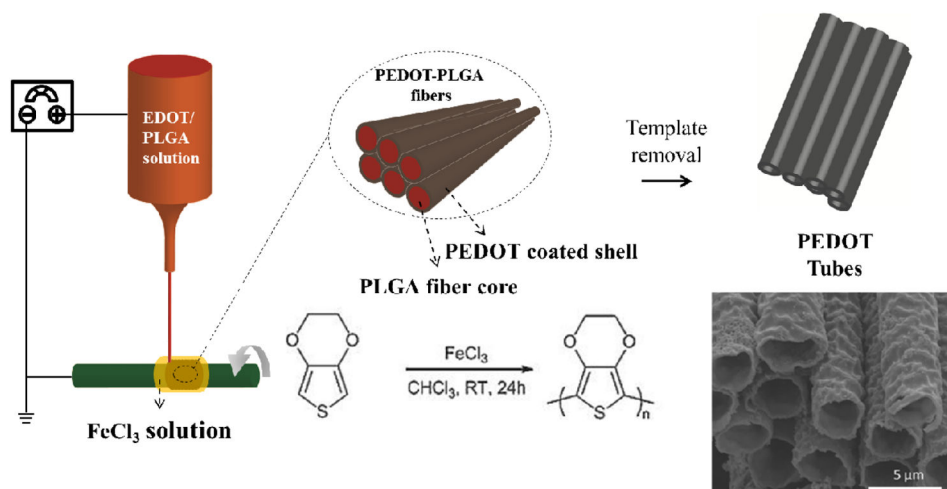 EDOT/
PLGA
solution
PEDOT-PLGA
fibers
PEDOT coated shell
PLGA fiber core
Template
removal
PEDOT
Tubes
FeCl₃ solution
O
O
S
FeCl₃
CHCl₃, RT, 24h
O
O
S
n
5 μm